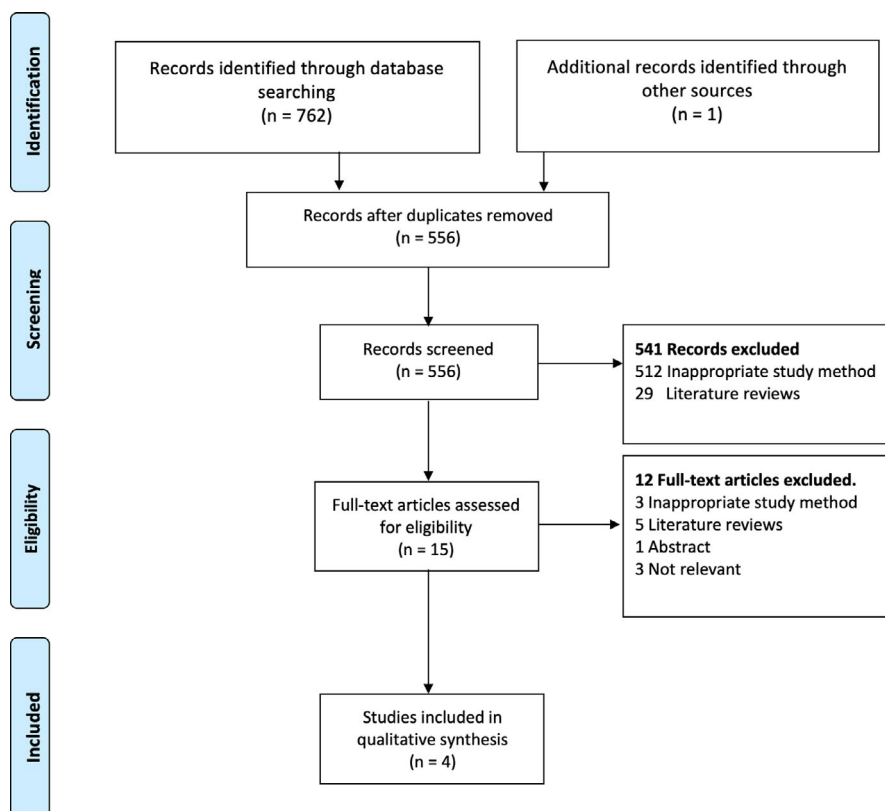 Identification
Records identified through database
searching
(n = 762)
Additional records identified through
other sources
(n = 1)
Records after duplicates removed
(n = 556)
Screening
Records screened
(n = 556)
541 Records excluded
512 Inappropriate study method
29 Literature reviews
Eligibility
Full-text articles assessed
for eligibility
(n = 15)
12 Full-text articles excluded.
3 Inappropriate study method
5 Literature reviews
1 Abstract
3 Not relevant
Included
Studies included in
qualitative synthesis
(n = 4)